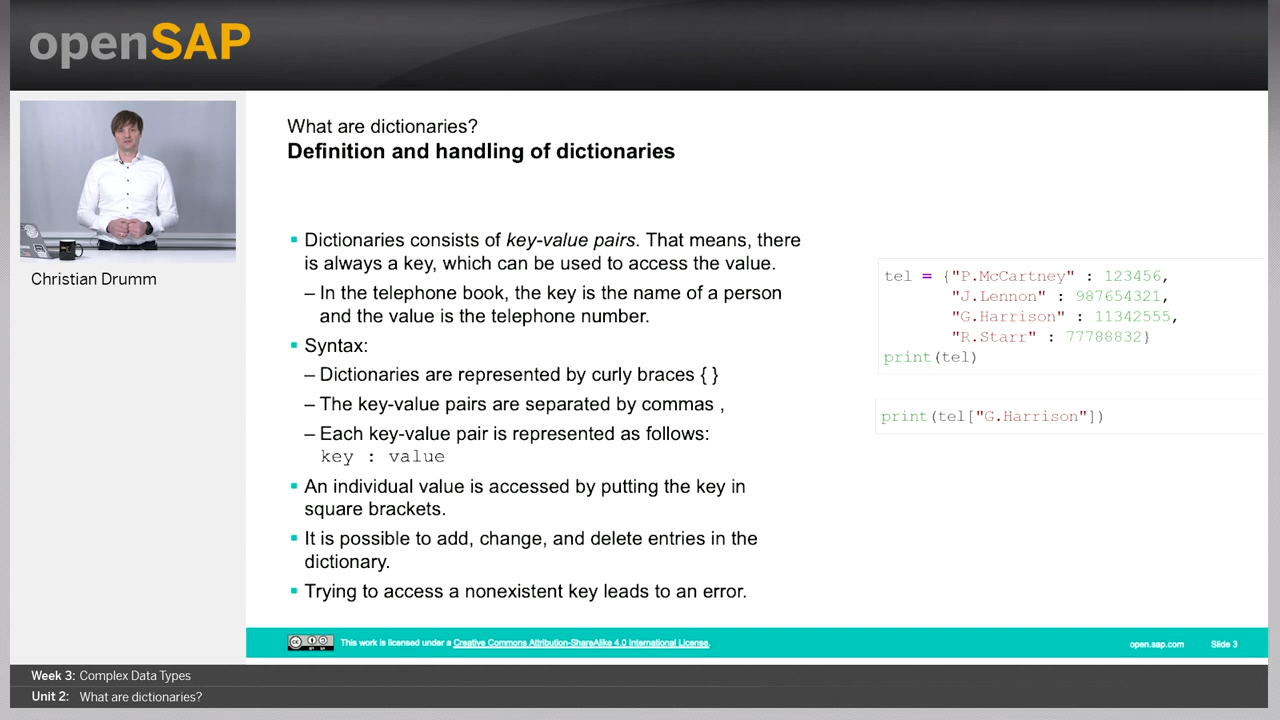 openSAP
Christian Drumm
What are dictionaries?
Definition and handling of dictionaries
▪ Dictionaries consists of key-value pairs. That means, there
is always a key, which can be used to access the value.
– In the telephone book, the key is the name of a person
and the value is the telephone number.
▪ Syntax:
– Dictionaries are represented by curly braces { }
– The key-value pairs are separated by commas ,
– Each key-value pair is represented as follows:
key : value
▪ An individual value is accessed by putting the key in
square brackets.
▪ It is possible to add, change, and delete entries in the
dictionary.
▪ Trying to access a nonexistent key leads to an error.
tel = {"P.McCartney" : 123456,
"J.Lennon" : 987654321,
"G.Harrison" : 11342555,
"R.Starr" : 77788832}
print(tel)
print(tel["G.Harrison"])
This work is licensed under a Creative Commons Attribution-ShareAlike 4.0 International License.
open.sap.com Slide 3
Week 3: Complex Data Types
Unit 2: What are dictionaries?